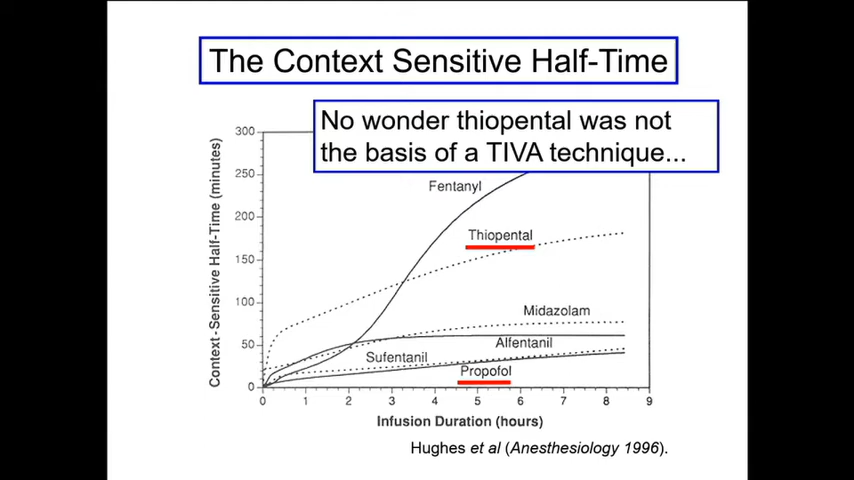 The Context Sensitive Half-Time
No wonder thiopental was not
the basis of a TIVA technique...
Context-Sensitive Half-Time (minutes)
300
250
200
150
100
50
0
Fentanyl
Thiopental
Midazolam
Alfentanil
Sufentanil
Propofol
0 1 2 3 4 5 6 7 8 9
Infusion Duration (hours)
Hughes et al (Anesthesiology 1996).